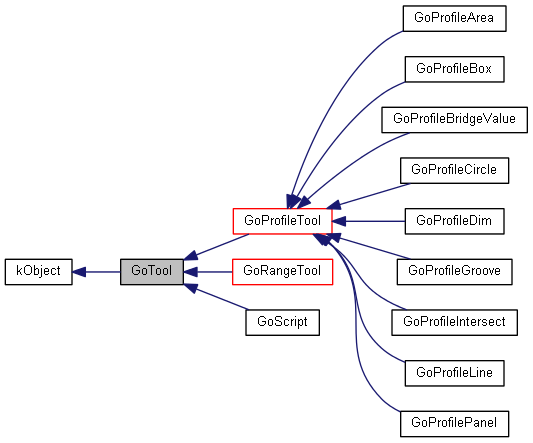 GoProfileArea
GoProfileBox
GoProfileBridgeValue
GoProfileCircle
GoProfileTool
GoProfileDim
kObject
GoTool
GoRangeTool
GoProfileGroove
GoScript
GoProfileIntersect
GoProfileLine
GoProfilePanel